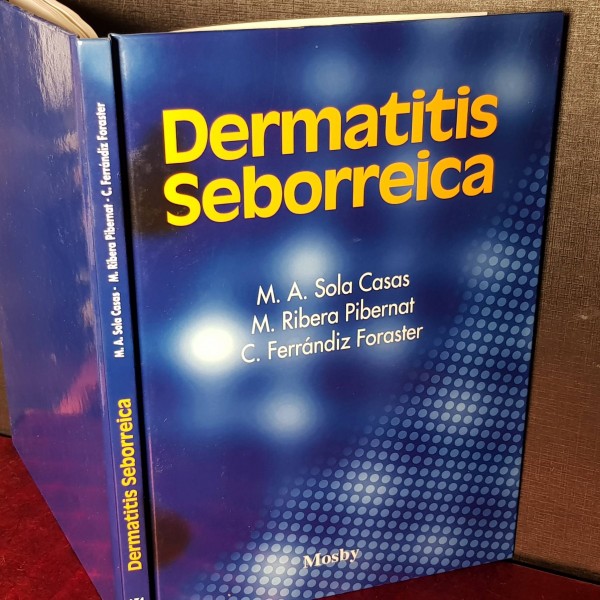 Dermatitis
Seborreica
M. A. Sola Casas
M. Ribera Pibernat
C. Ferrándiz Foraster
Mosby
M. A. Sola Casas · M. Ribera Pibernat · C. Ferrándiz Foraster
Dermatitis Seborreica